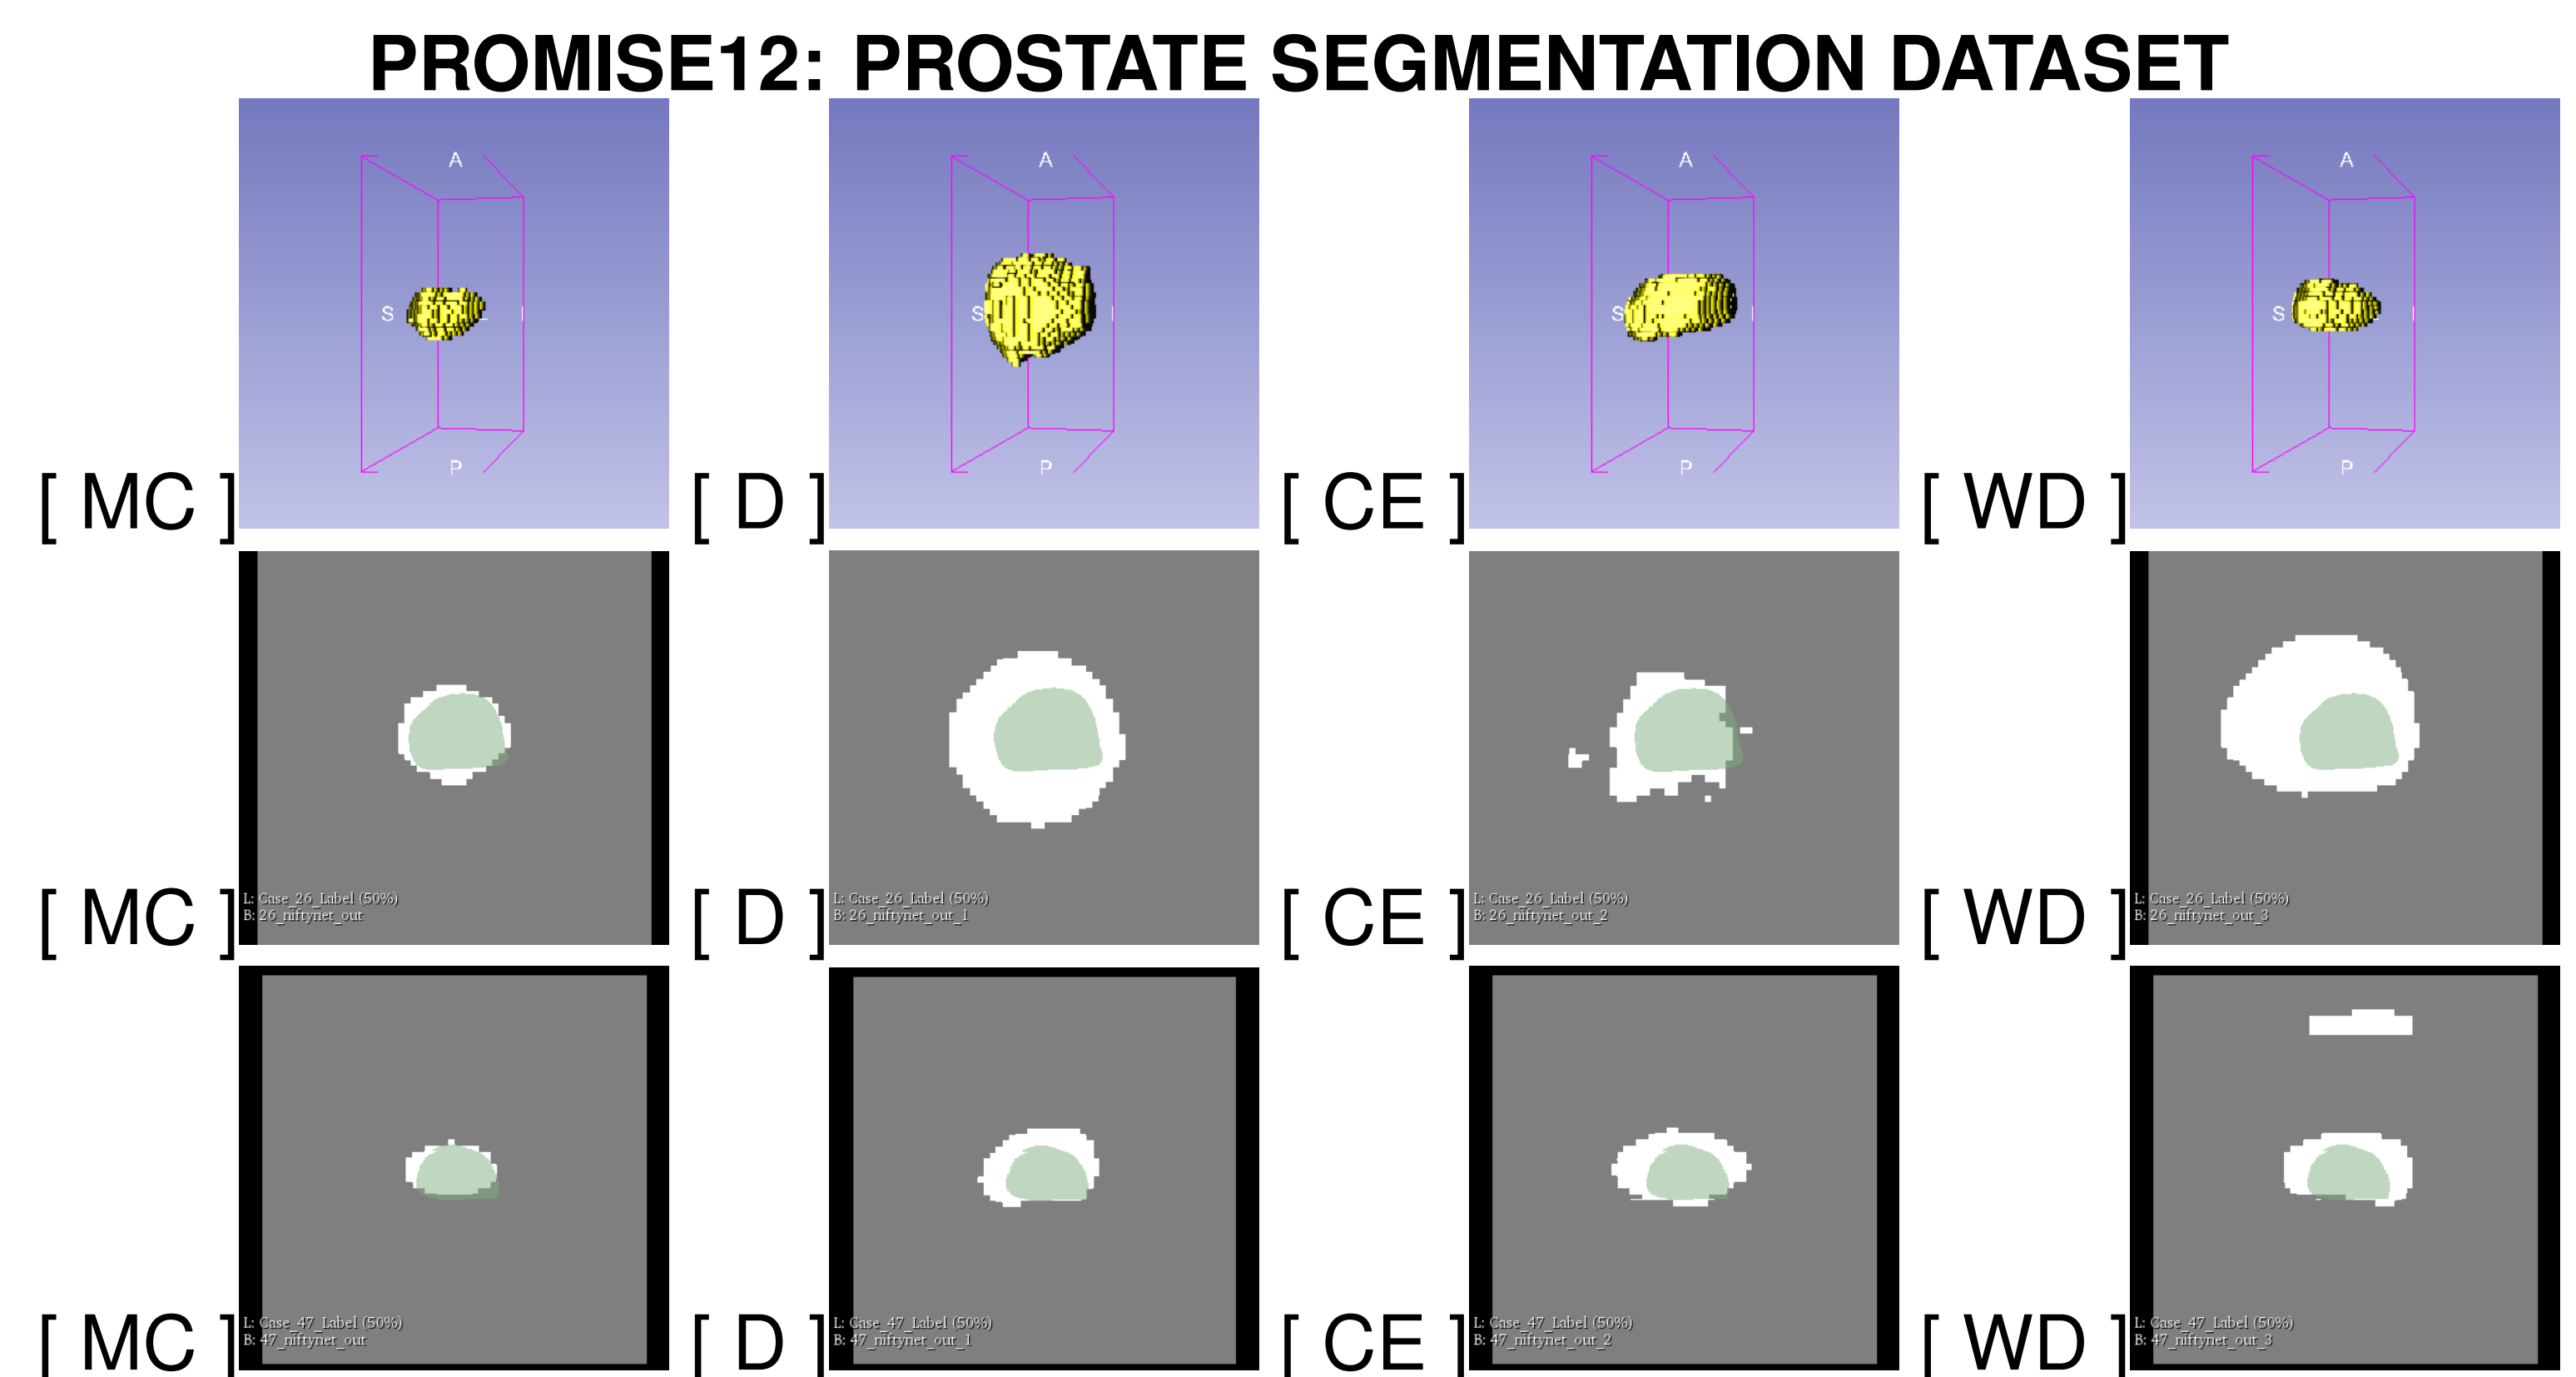 PROMISE12: PROSTATE SEGMENTATION DATASET
A
S
L
I
P
[ MC ]
A
S
I
P
[ D ]
A
S
I
P
[ CE ]
A
S
I
P
[ WD ]
L: Case_26_Label (50%)
B: 26_niftynet_out
[ MC ]
L: Case_26_Label (50%)
B: 26_niftynet_out_1
[ D ]
L: Case_26_Label (50%)
B: 26_niftynet_out_2
[ CE ]
L: Case_26_Label (50%)
B: 26_niftynet_out_3
[ WD ]
L: Case_47_Label (50%)
B: 47_niftynet_out
[ MC ]
L: Case_47_Label (50%)
B: 47_niftynet_out_1
[ D ]
L: Case_47_Label (50%)
B: 47_niftynet_out_2
[ CE ]
L: Case_47_Label (50%)
B: 47_niftynet_out_3
[ WD ]